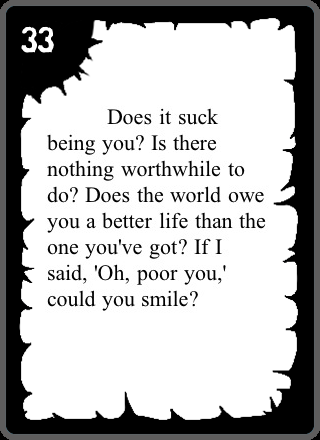 33
Does it suck
being you? Is there
nothing worthwhile to
do? Does the world owe
you a better life than the
one you've got? If I
said, 'Oh, poor you,'
could you smile?